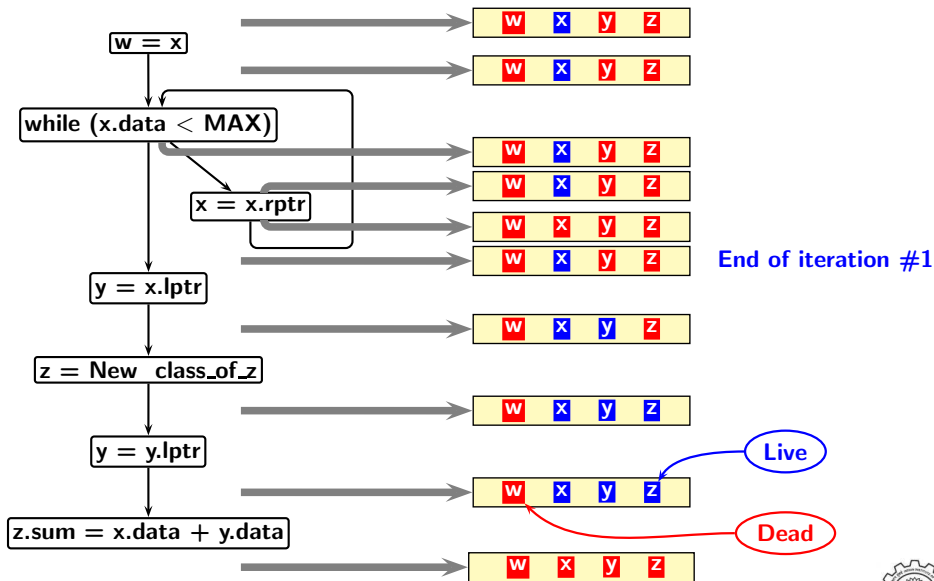 w x y z
w = x
w x y z
while (x.data < MAX)
w x y z
w x y z
x = x.rptr
w x y z
w x y z End of iteration #1
y = x.lptr
w x y z
z = New class_of_z
w x y z
y = y.lptr
Live
w x y z
z.sum = x.data + y.data
Dead
w x y z